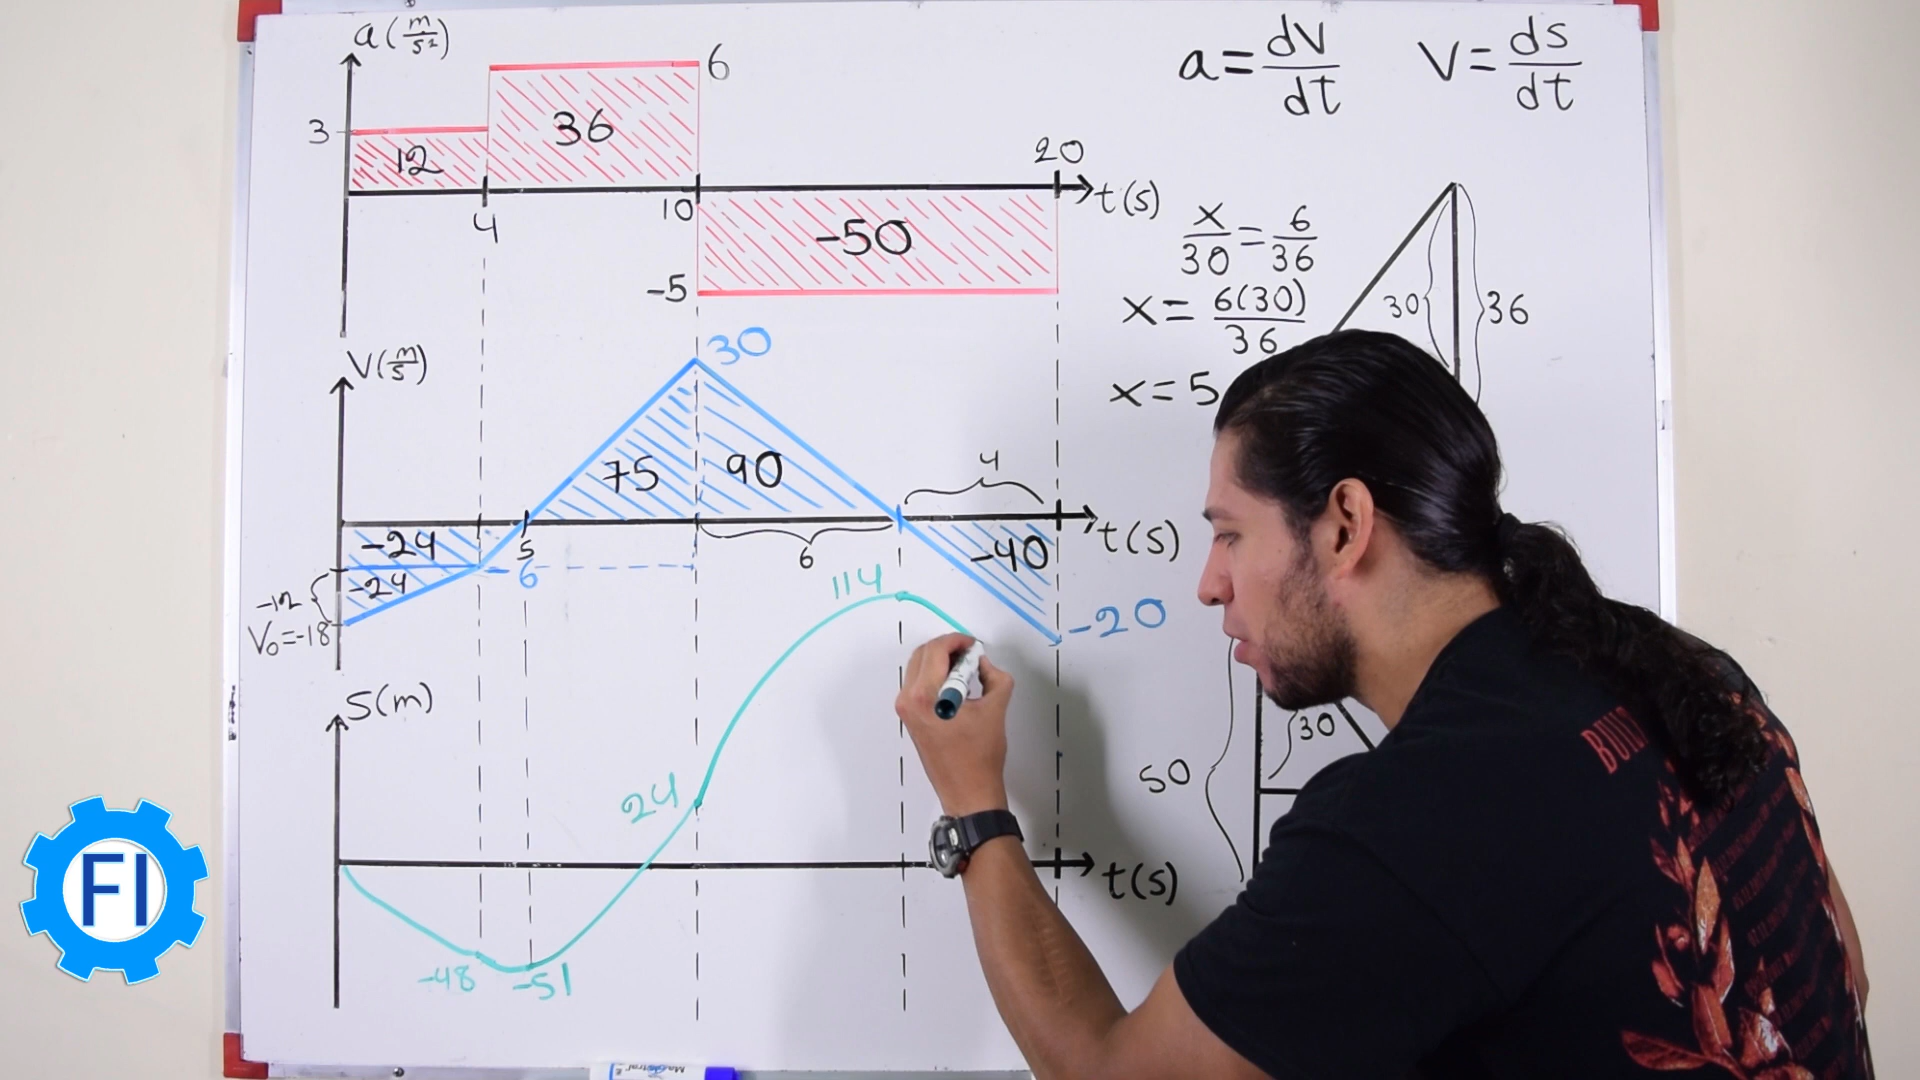 a(m/s²)
6
3
12
36
4
10
20
t(s)
-50
-5
V(m/s)
30
75
90
4
-24
-24
5
6
6
-40
t(s)
-12
V₀=-18
-20
S(m)
114
24
t(s)
-48
-51
a=dV/dt
V=ds/dt
x/30=6/36
x=6(30)/36
x=5
30
36
30
50
FI